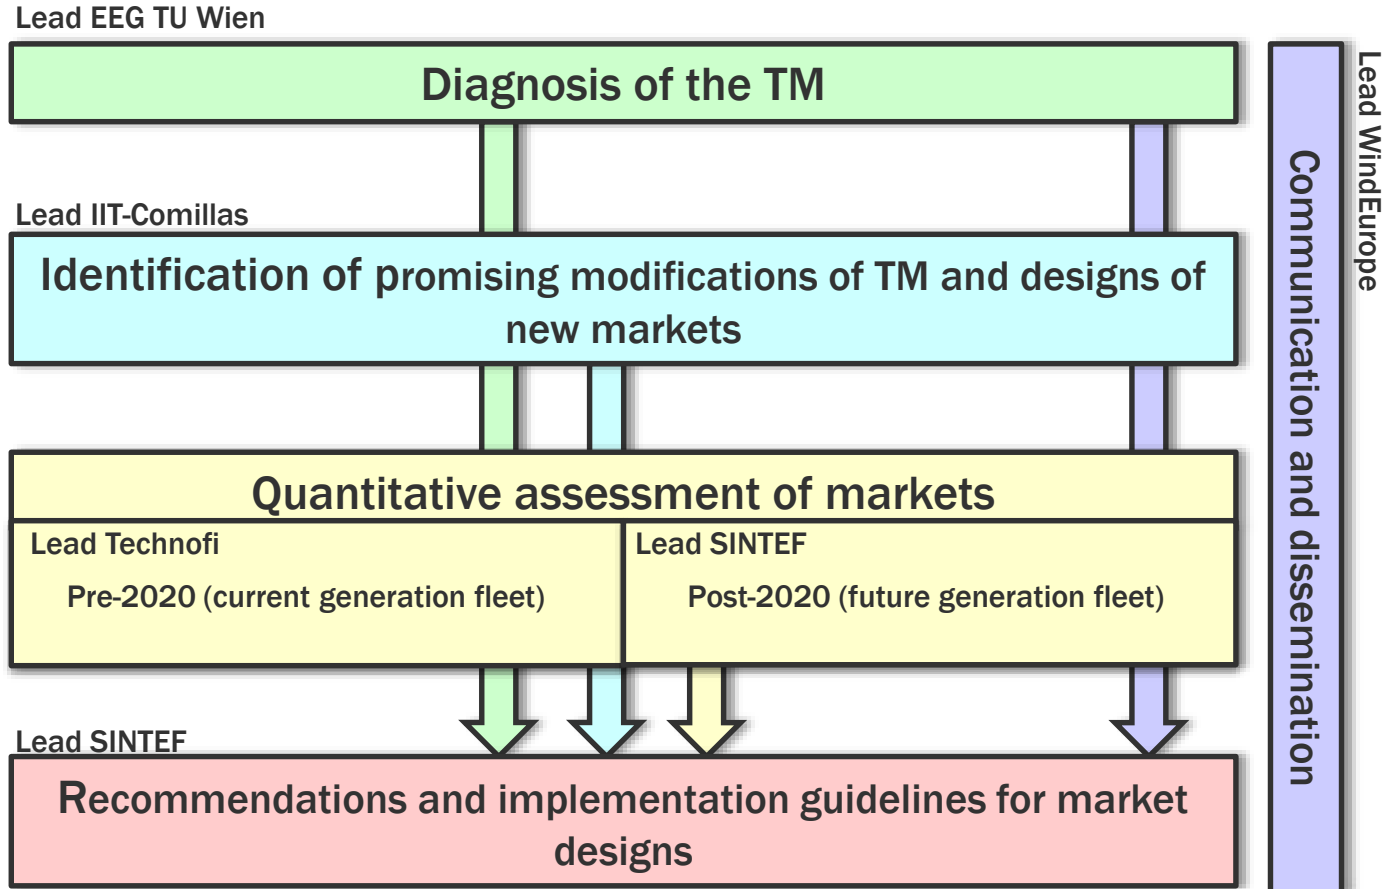 Lead EEG TU Wien
Diagnosis of the TM
Lead IIT-Comillas
Identification of promising modifications of TM and designs of
new markets
Quantitative assessment of markets
Lead Technofi
Pre-2020 (current generation fleet)
Lead SINTEF
Post-2020 (future generation fleet)
Lead SINTEF
Recommendations and implementation guidelines for market
designs
Communication and dissemination
Lead WindEurope